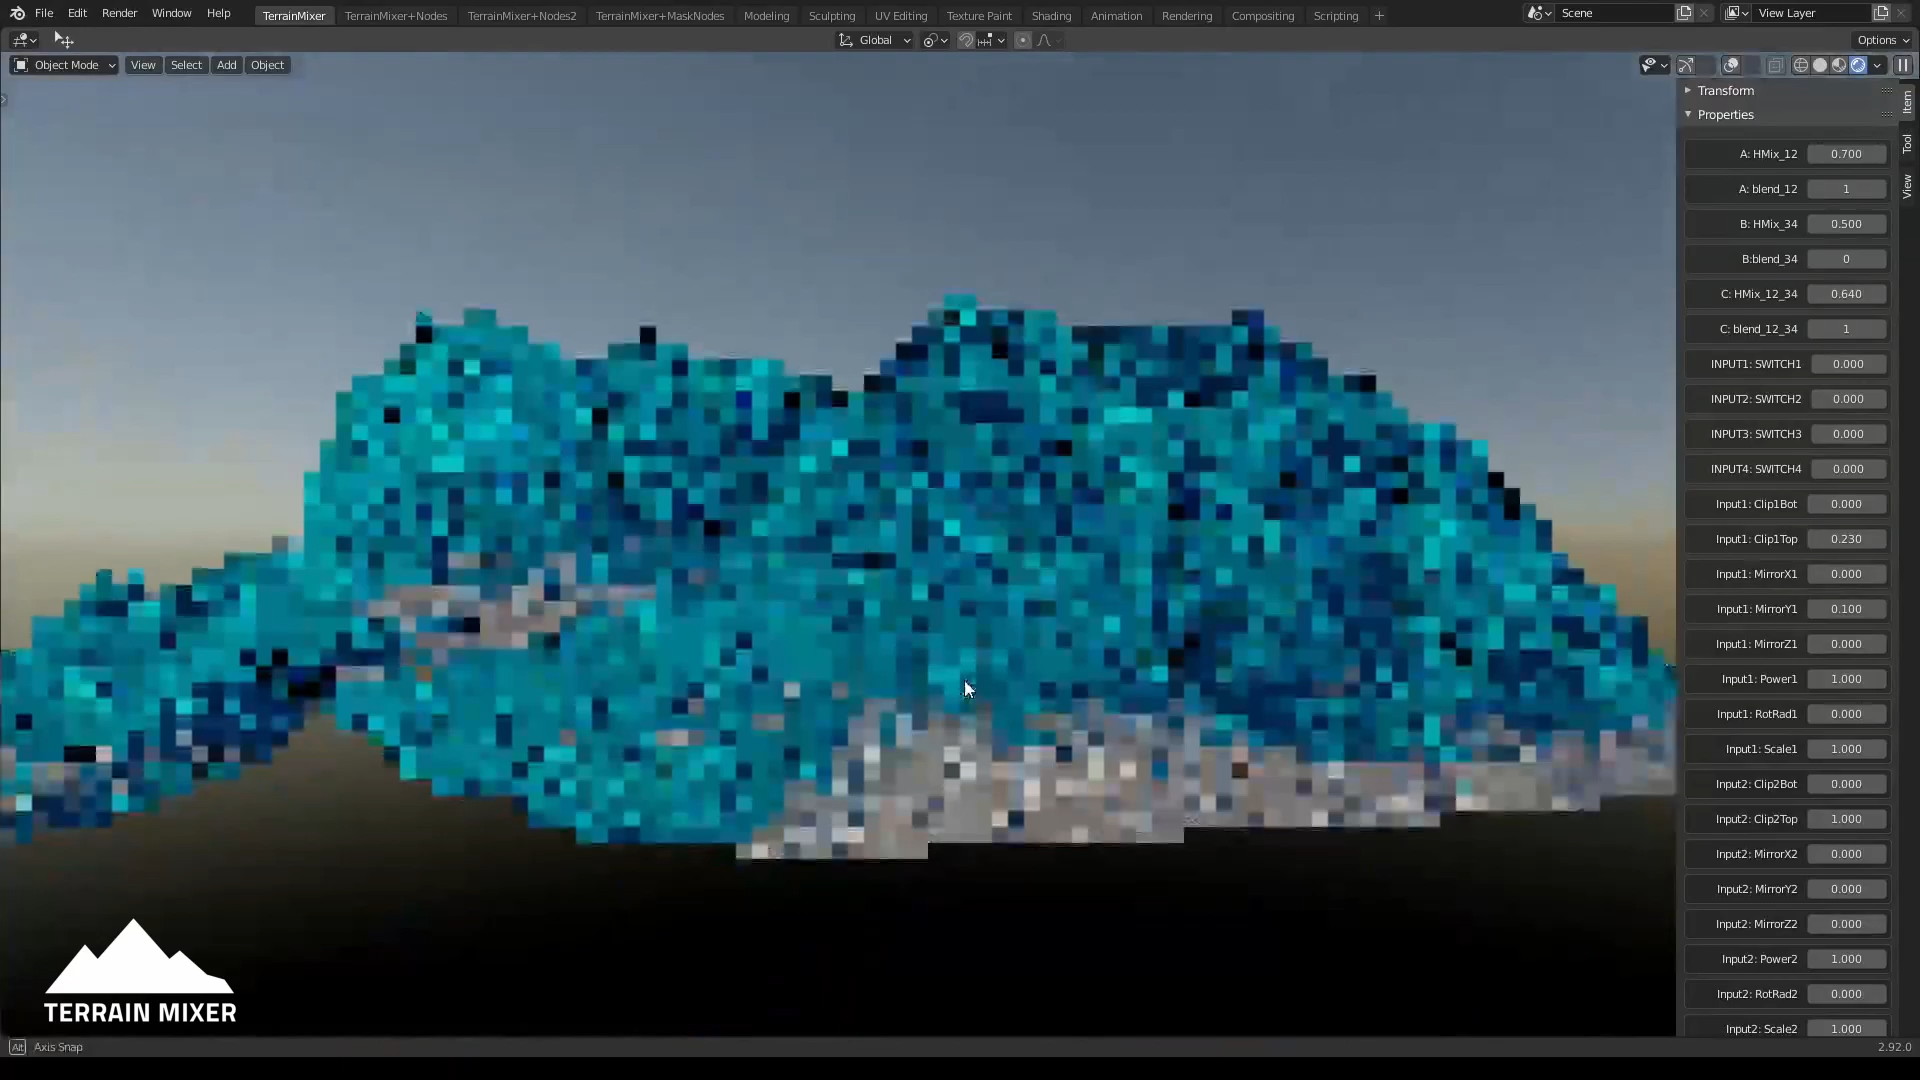 File Edit Render Window Help TerrainMixer TerrainMixer+Nodes TerrainMixer+Nodes2 TerrainMixer+MaskNodes Modeling Sculpting UV Editing Texture Paint Shading Animation Rendering Compositing Scripting + Scene View Layer
Global Options
Object Mode View Select Add Object
Transform
Properties
Item
Tool
View
A: HMix_12 0.700
A: blend_12 1
B: HMix_34 0.500
B:blend_34 0
C: HMix_12_34 0.640
C: blend_12_34 1
INPUT1: SWITCH1 0.000
INPUT2: SWITCH2 0.000
INPUT3: SWITCH3 0.000
INPUT4: SWITCH4 0.000
Input1: Clip1Bot 0.000
Input1: Clip1Top 0.230
Input1: MirrorX1 0.000
Input1: MirrorY1 0.100
Input1: MirrorZ1 0.000
Input1: Power1 1.000
Input1: RotRad1 0.000
Input1: Scale1 1.000
Input2: Clip2Bot 0.000
Input2: Clip2Top 1.000
Input2: MirrorX2 0.000
Input2: MirrorY2 0.000
Input2: MirrorZ2 0.000
Input2: Power2 1.000
Input2: RotRad2 0.000
Input2: Scale2 1.000
TERRAIN MIXER
Alt Axis Snap 2.92.0